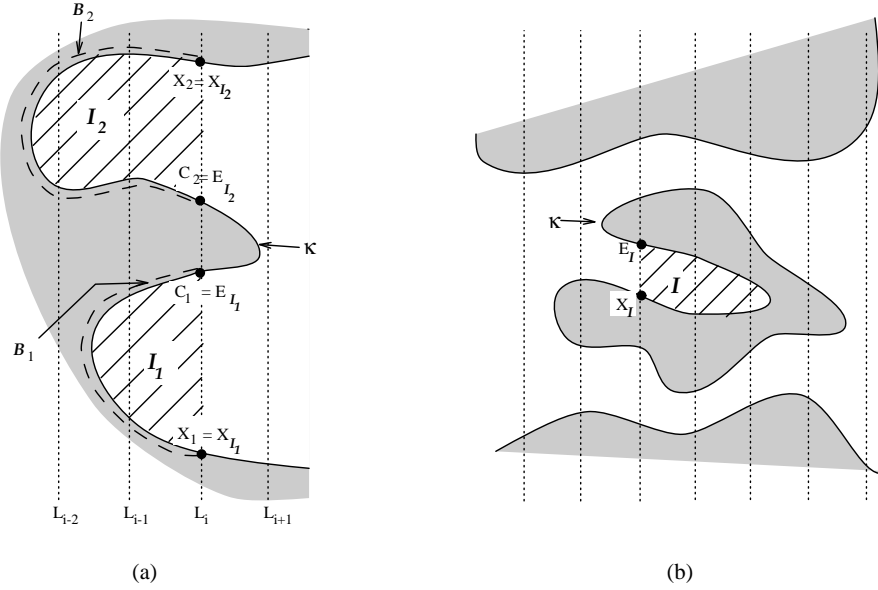 B2
X2 = XI2
I2
C2 = EI2
κ
C1 = EI1
B1
I1
X1 = XI1
Li-2 Li-1 Li Li+1
(a)
κ
EI
I
XI
(b)